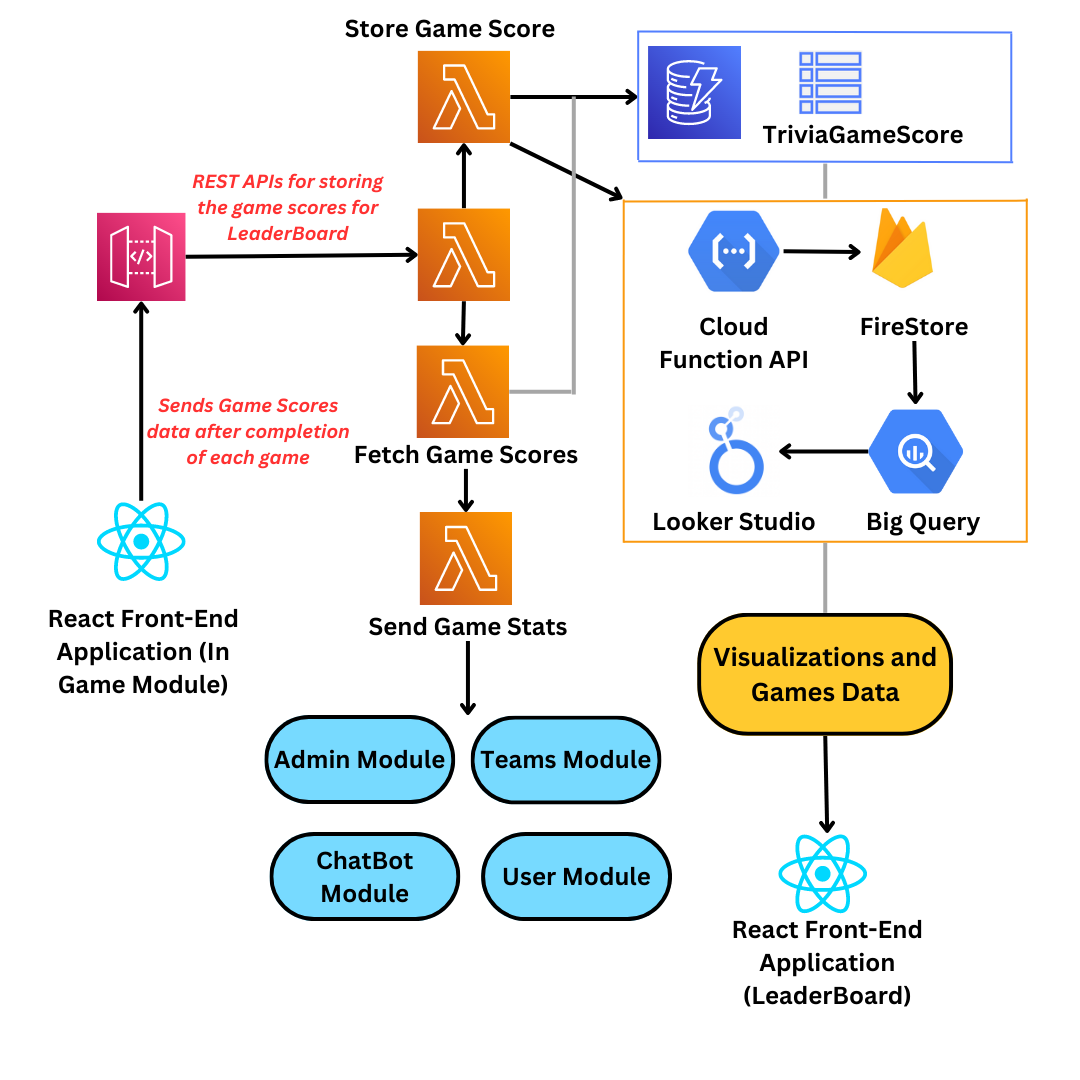 Store Game Score
TriviaGameScore
REST APIs for storing
the game scores for
LeaderBoard
</>
Cloud
Function API
FireStore
Sends Game Scores
data after completion
of each game
Fetch Game Scores
Looker Studio
Big Query
React Front-End
Application (In
Game Module)
Send Game Stats
Visualizations and
Games Data
Admin Module
Teams Module
ChatBot
Module
User Module
React Front-End
Application
(LeaderBoard)